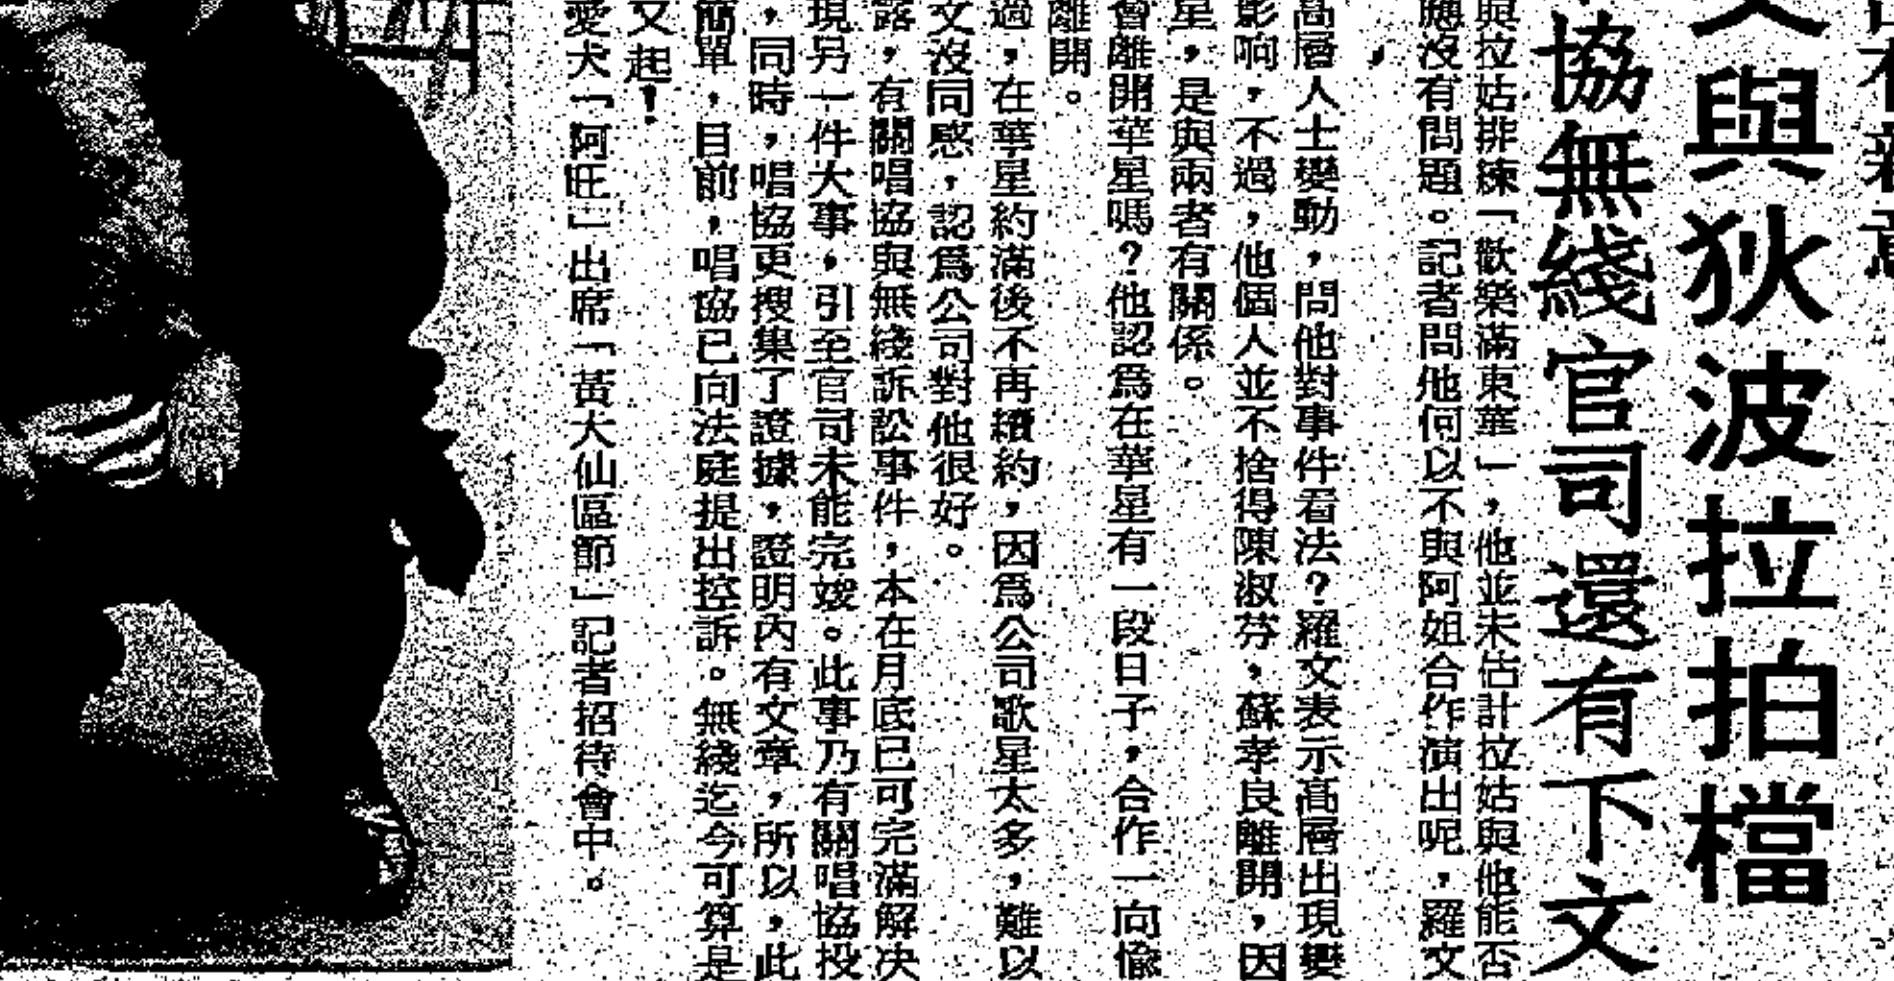 有新意
文與狄波拉拍檔
協無綫官司還有下文
與拉姑排練「歡樂滿東華」，他並未估計拉姑與他能否
應沒有問題。記者問他何以不與阿姐合作演出呢，羅文
，
高層人士變動，問他對事件看法？羅文表示高層出現變
影响，不過，他個人並不捨得陳淑芬，蘇孝良離開，因
星，是與兩者有關係。
會離開華星嗎？他認爲在華星有一段日子，合作一向愉
離開。
過，在華星約滿後不再續約，因爲公司歌星太多，難以
文沒同感，認爲公司對他很好。
露，有關唱協與無綫訴訟事件，本在月底已可完滿解决
現另一件大事，引至官司未能完竣。此事乃有關唱協投
，同時，唱協更搜集了證據，證明內有文章，所以，此
簡單，目前，唱協已向法庭提出控訴。無綫迄今可算是
又起！
愛犬「阿旺」出席「黃大仙區節」記者招待會中。